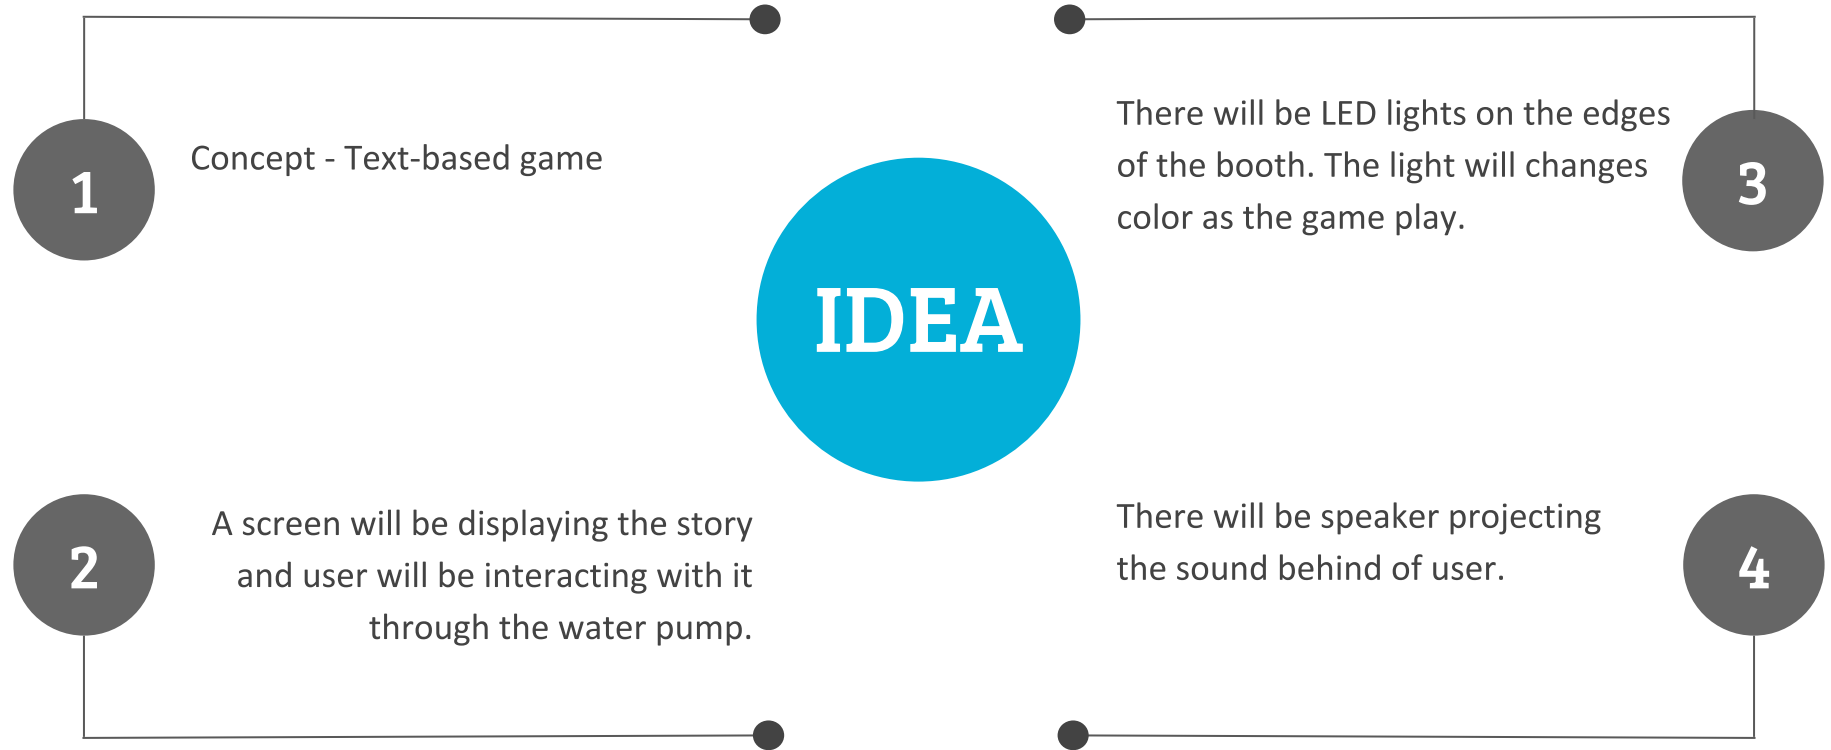 1
Concept - Text-based game
2
A screen will be displaying the story
and user will be interacting with it
through the water pump.
IDEA
There will be LED lights on the edges
of the booth. The light will changes
color as the game play.
3
There will be speaker projecting
the sound behind of user.
4